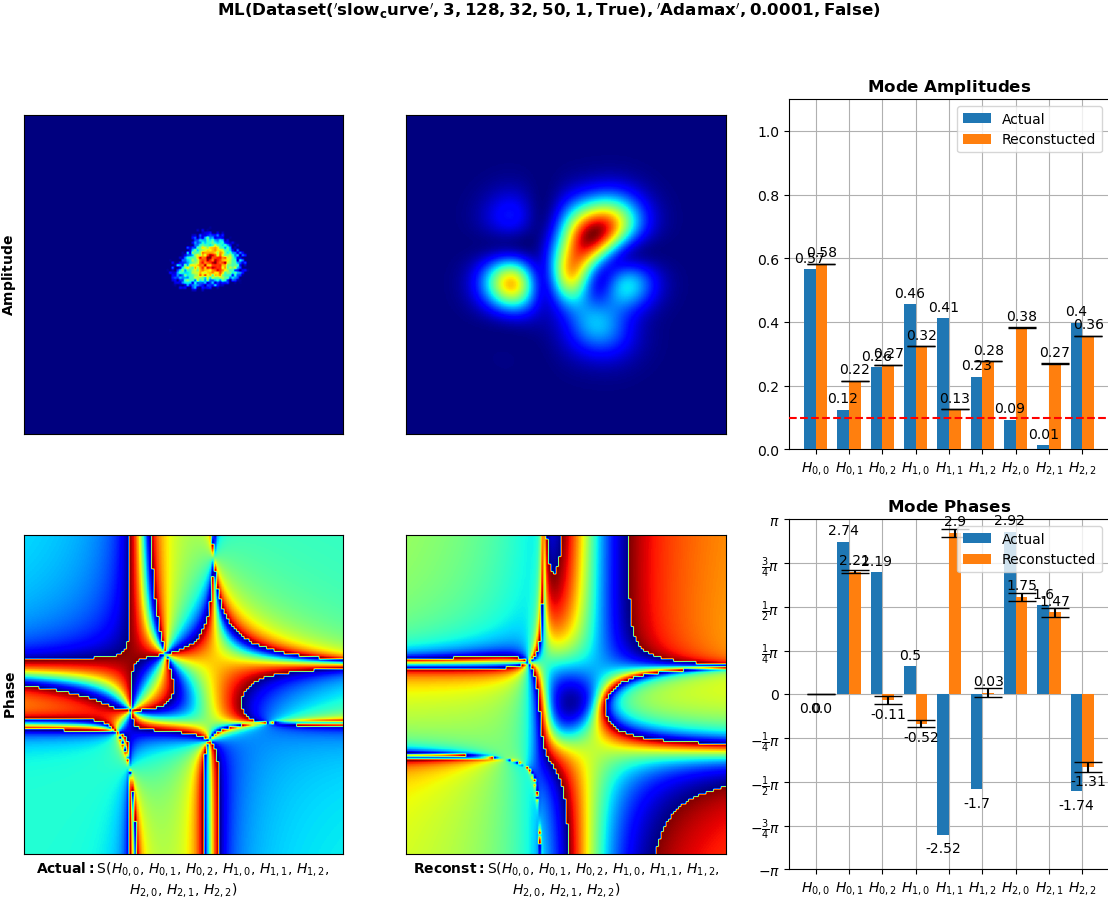 ML(Dataset('slow_curve', 3, 128, 32, 50, 1, True), 'Adamax', 0.0001, False)
Amplitude
Mode Amplitudes
Actual
Reconstucted
1.0
0.8
0.6
0.4
0.2
0.0
0.57 0.58
0.12 0.22
0.26 0.27
0.46 0.32
0.41 0.13
0.23 0.28
0.09 0.38
0.01 0.27
0.4 0.36
H0,0 H0,1 H0,2 H1,0 H1,1 H1,2 H2,0 H2,1 H2,2
Phase
Actual: S(H0,0, H0,1, H0,2, H1,0, H1,1, H1,2,
H2,0, H2,1, H2,2)
Reconst: S(H0,0, H0,1, H0,2, H1,0, H1,1, H1,2,
H2,0, H2,1, H2,2)
Mode Phases
Actual
Reconstucted
π
3/4π
1/2π
1/4π
0
−1/4π
−1/2π
−3/4π
−π
0.0 0.0
2.74 2.21
2.19 -0.11
0.5 -0.52
-2.52 2.9
-1.7 0.03
2.92 1.75
1.6 1.47
-1.74 -1.31
H0,0 H0,1 H0,2 H1,0 H1,1 H1,2 H2,0 H2,1 H2,2